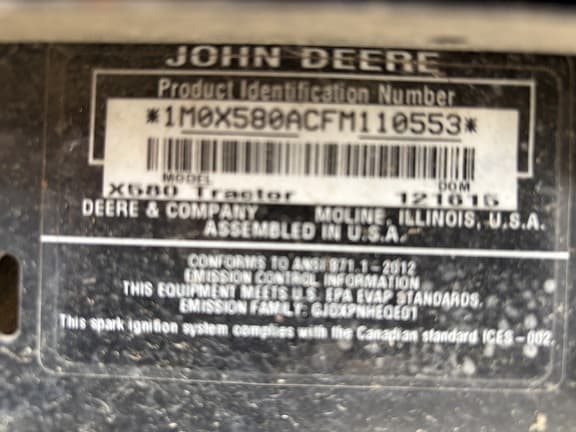 JOHN DEERE
Product Identification Number
*1M0X580ACFM110553*
MODEL DOM
X580 Tractor 121615
DEERE & COMPANY MOLINE, ILLINOIS, U.S.A.
ASSEMBLED IN U.S.A.
CONFORMS TO ANSI B71.1-2012
EMISSION CONTROL INFORMATION
THIS EQUIPMENT MEETS U.S. EPA EVAP STANDARDS.
EMISSION FAMILY:
This spark ignition system complies with the Canadian standard ICES-002.